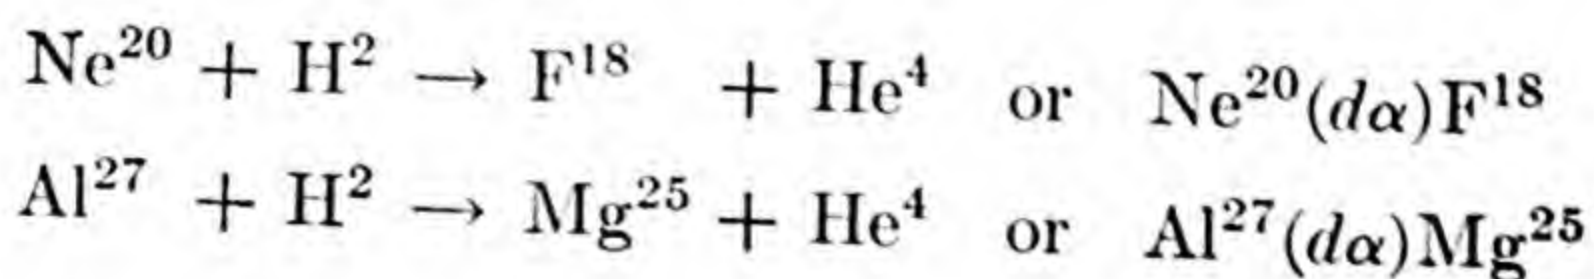 Ne²⁰ + H² → F¹⁸ + He⁴ or Ne²⁰(dα)F¹⁸
Al²⁷ + H² → Mg²⁵ + He⁴ or Al²⁷(dα)Mg²⁵